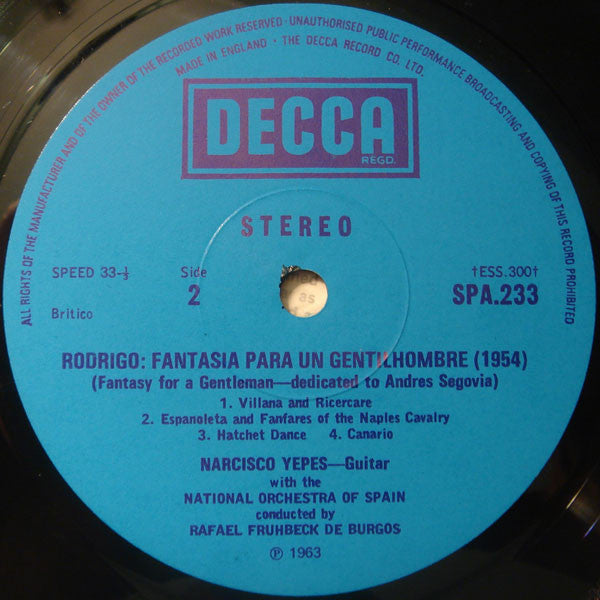 ALL RIGHTS OF THE MANUFACTURER AND OF THE OWNER OF THE RECORDED WORK RESERVED · UNAUTHORISED PUBLIC PERFORMANCE BROADCASTING AND COPYING OF THIS RECORD PROHIBITED
MADE IN ENGLAND · THE DECCA RECORD CO. LTD.
DECCA
REGD.
STEREO
SPEED 33-⅓ Side †ESS.300†
2 SPA.233
Britico
as
RODRIGO: FANTASIA PARA UN GENTILHOMBRE (1954)
(Fantasy for a Gentleman—dedicated to Andres Segovia)
1. Villana and Ricercare
2. Espanoleta and Fanfares of the Naples Cavalry
3. Hatchet Dance 4. Canario
NARCISCO YEPES—Guitar
with the
NATIONAL ORCHESTRA OF SPAIN
conducted by
RAFAEL FRUHBECK DE BURGOS
℗ 1963